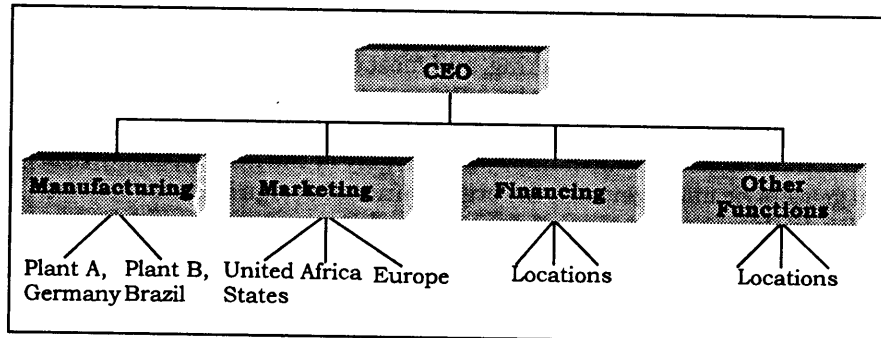 CEO
Manufacturing
Marketing
Financing
Other
Functions
Plant A,
Germany
Plant B,
Brazil
United
States
Africa
Europe
Locations
Locations